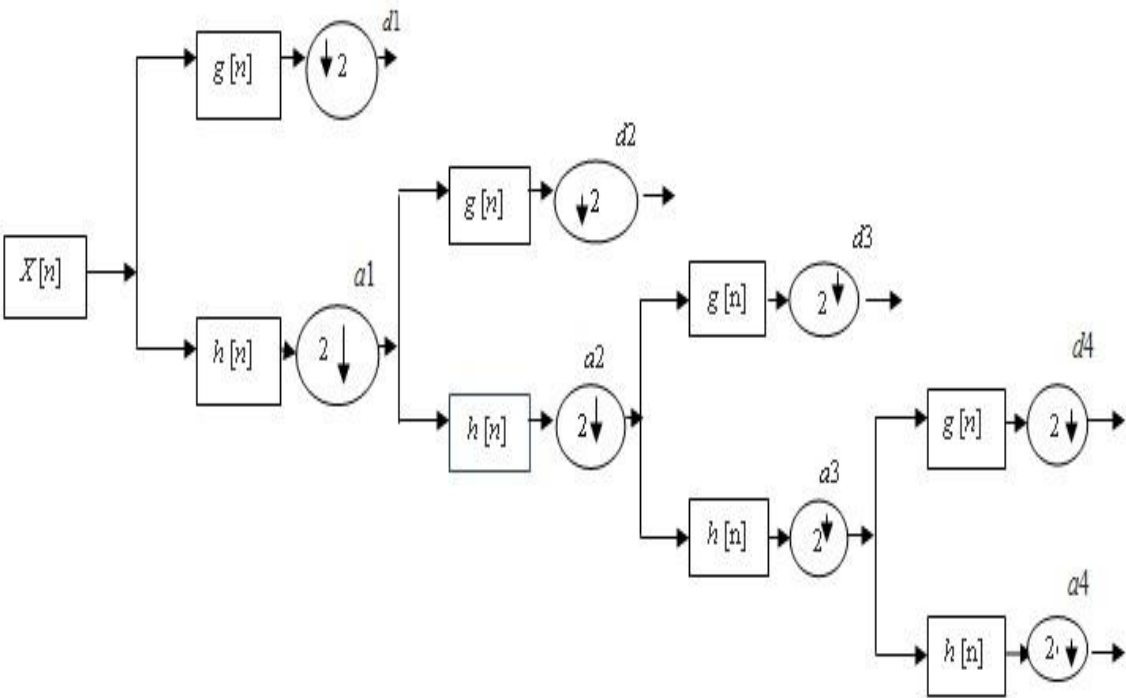 d1
g[n]
↓2
d2
g[n]
↓2
X[n]
a1
h[n]
2↓
d3
g[n]
2↓
a2
h[n]
2↓
d4
g[n]
2↓
a3
h[n]
2↓
a4
h[n]
2↓